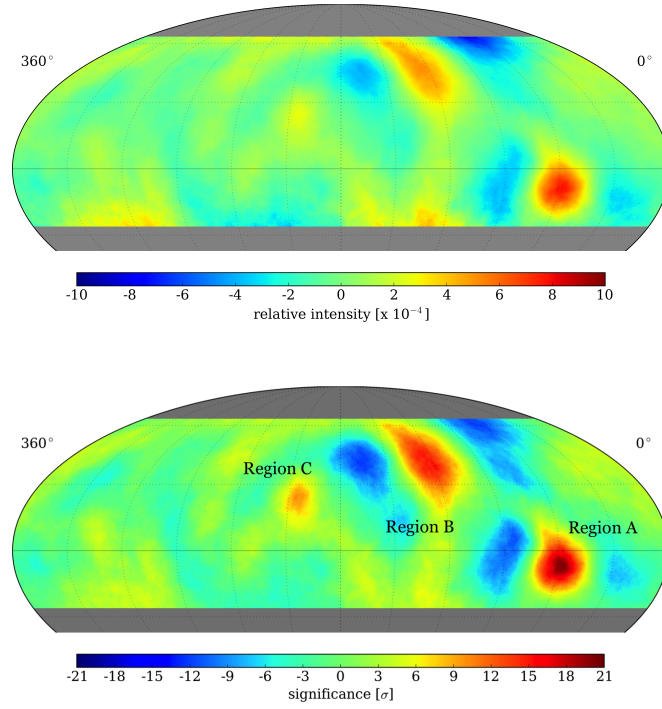 360° 0°
-10 -8 -6 -4 -2 0 2 4 6 8 10
relative intensity [x 10⁻⁴]
360° 0°
Region C
Region B Region A
-21 -18 -15 -12 -9 -6 -3 0 3 6 9 12 15 18 21
significance [σ]